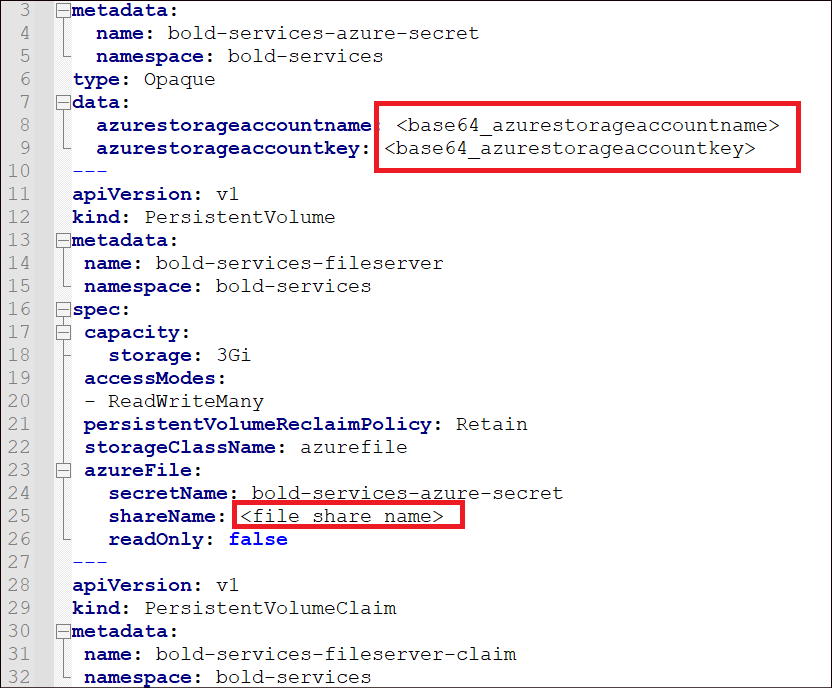 3 metadata:
4   name: bold-services-azure-secret
5   namespace: bold-services
6 type: Opaque
7 data:
8   azurestorageaccountname: <base64_azurestorageaccountname>
9   azurestorageaccountkey: <base64_azurestorageaccountkey>
10 ---
11 apiVersion: v1
12 kind: PersistentVolume
13 metadata:
14  name: bold-services-fileserver
15  namespace: bold-services
16 spec:
17  capacity:
18    storage: 3Gi
19  accessModes:
20  - ReadWriteMany
21  persistentVolumeReclaimPolicy: Retain
22  storageClassName: azurefile
23  azureFile:
24    secretName: bold-services-azure-secret
25    shareName: <file share name>
26    readOnly: false
27 ---
28 apiVersion: v1
29 kind: PersistentVolumeClaim
30 metadata:
31  name: bold-services-fileserver-claim
32  namespace: bold-services